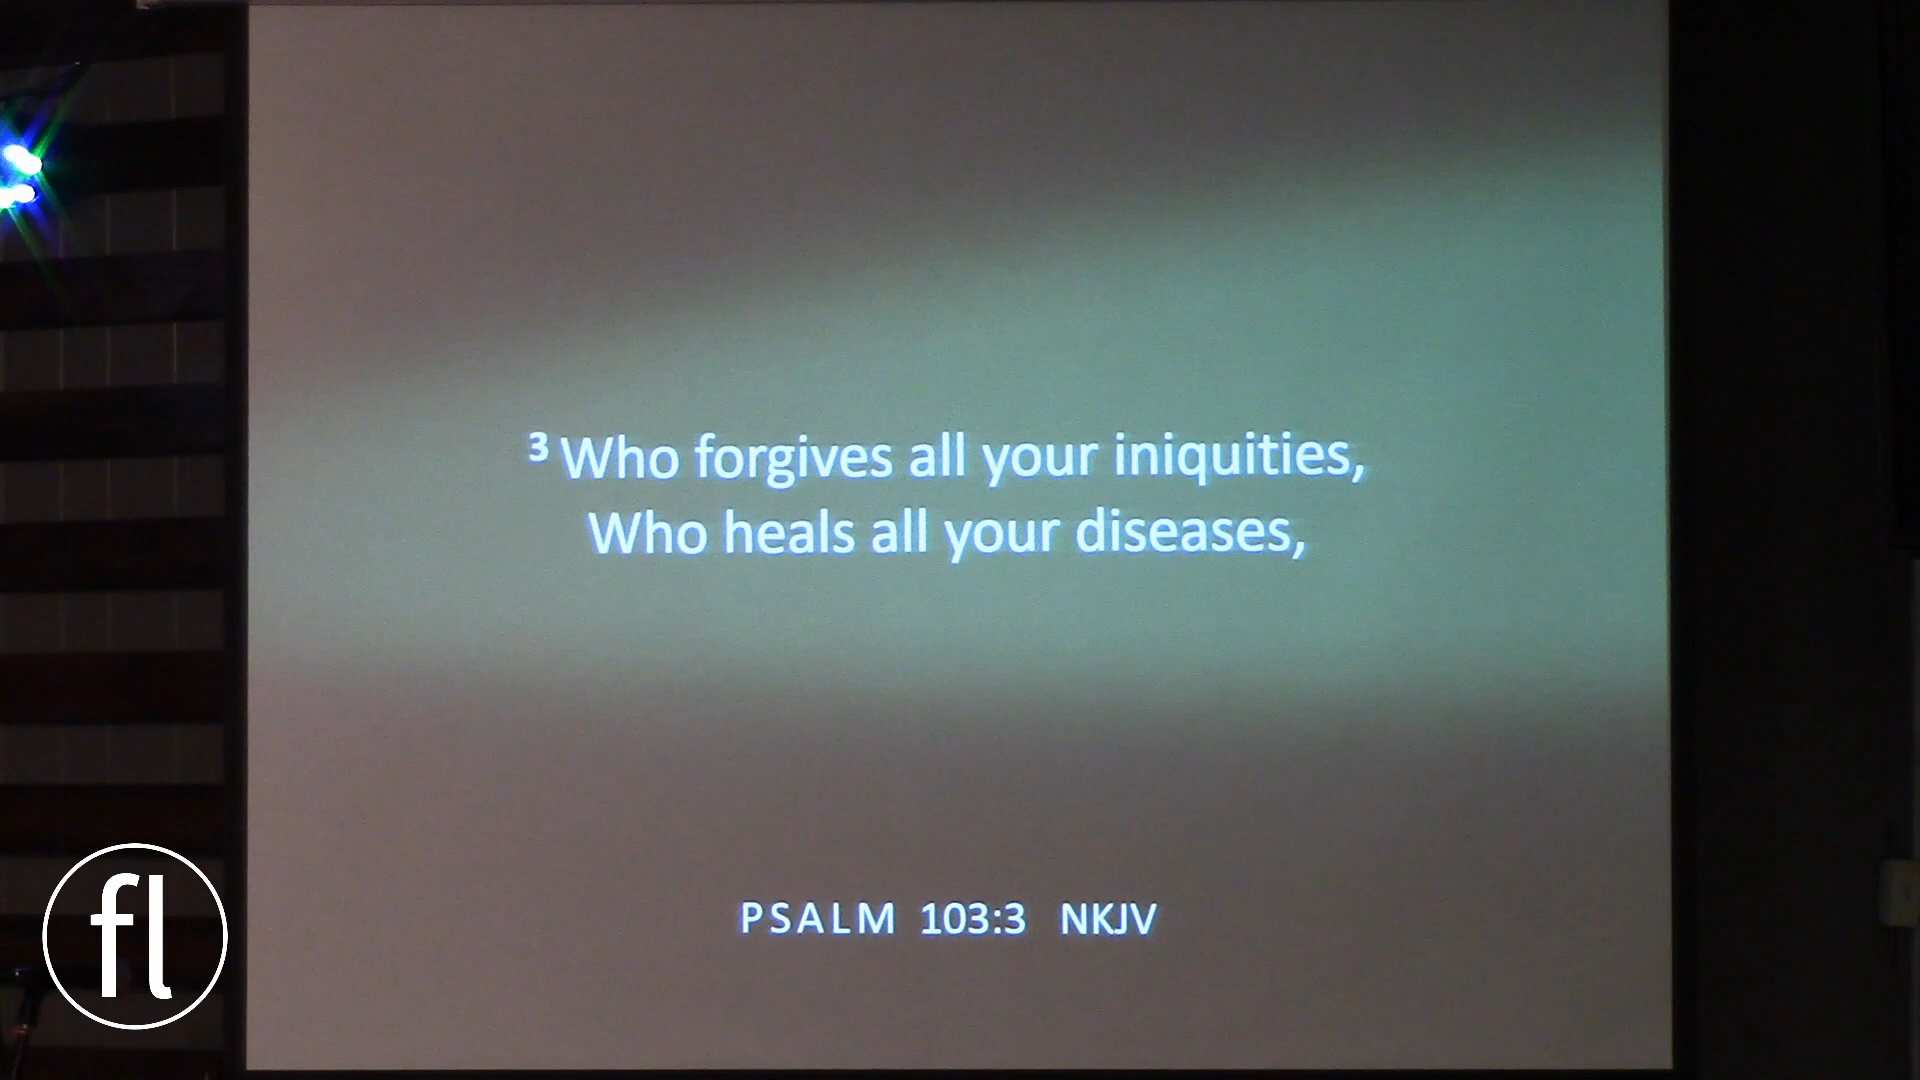 ³ Who forgives all your iniquities,
Who heals all your diseases,
PSALM 103:3 NKJV
fl